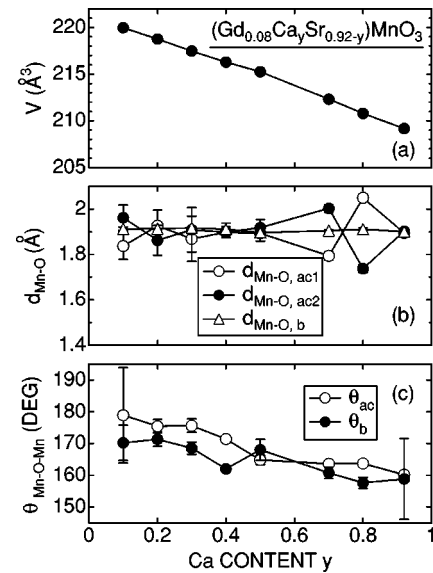 (Gd0.08CaySr0.92-y)MnO3
220
215
210
205
V (Å3)
(a)
2
1.8
1.6
1.4
dMn-O (Å)
dMn-O, ac1
dMn-O, ac2
dMn-O, b
(b)
190
180
170
160
150
θ Mn-O-Mn (DEG)
θac
θb
(c)
0 0.2 0.4 0.6 0.8 1
Ca CONTENT y